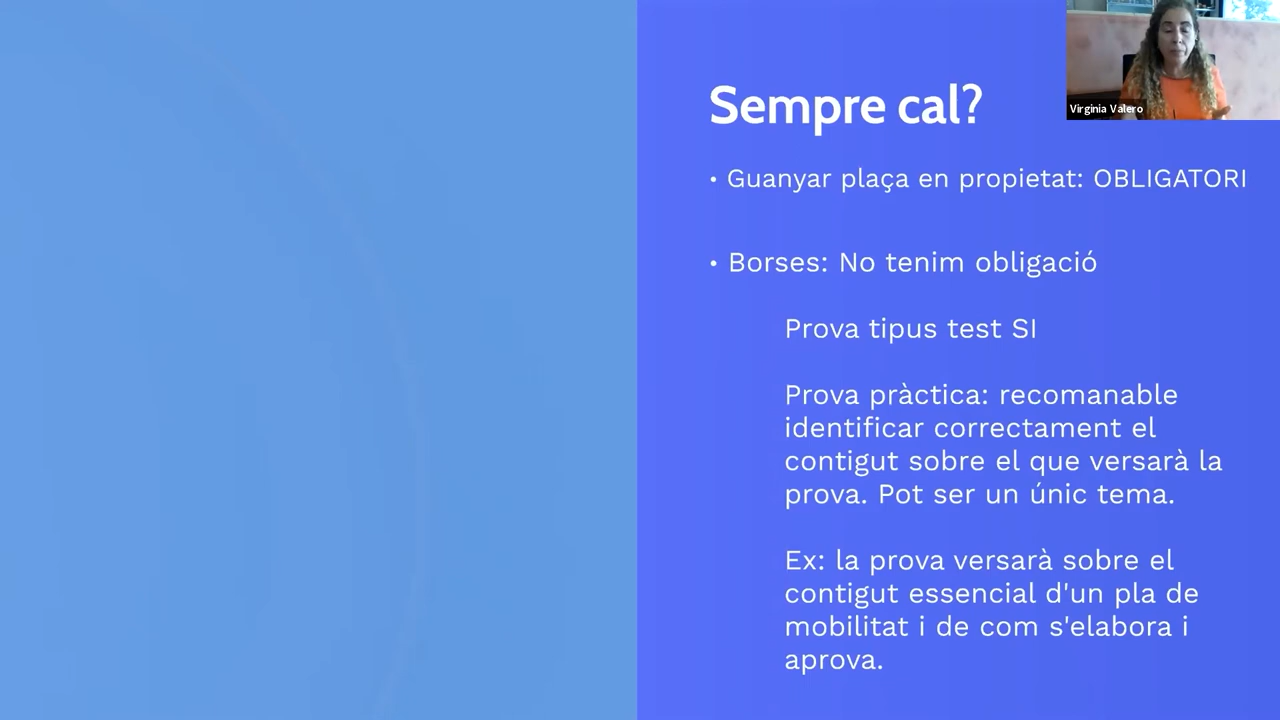 Sempre cal?
Virginia Valero
• Guanyar plaça en propietat: OBLIGATORI
• Borses: No tenim obligació
Prova tipus test SI
Prova pràctica: recomanable
identificar correctament el
contigut sobre el que versarà la
prova. Pot ser un únic tema.
Ex: la prova versarà sobre el
contigut essencial d'un pla de
mobilitat i de com s'elabora i
aprova.